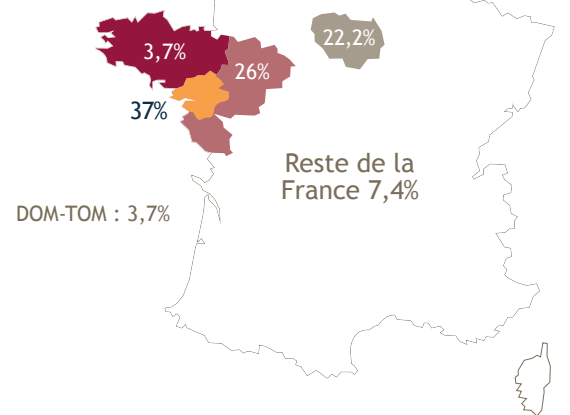 22,2%
3,7%
26%
37%
Reste de la
France 7,4%
DOM-TOM : 3,7%